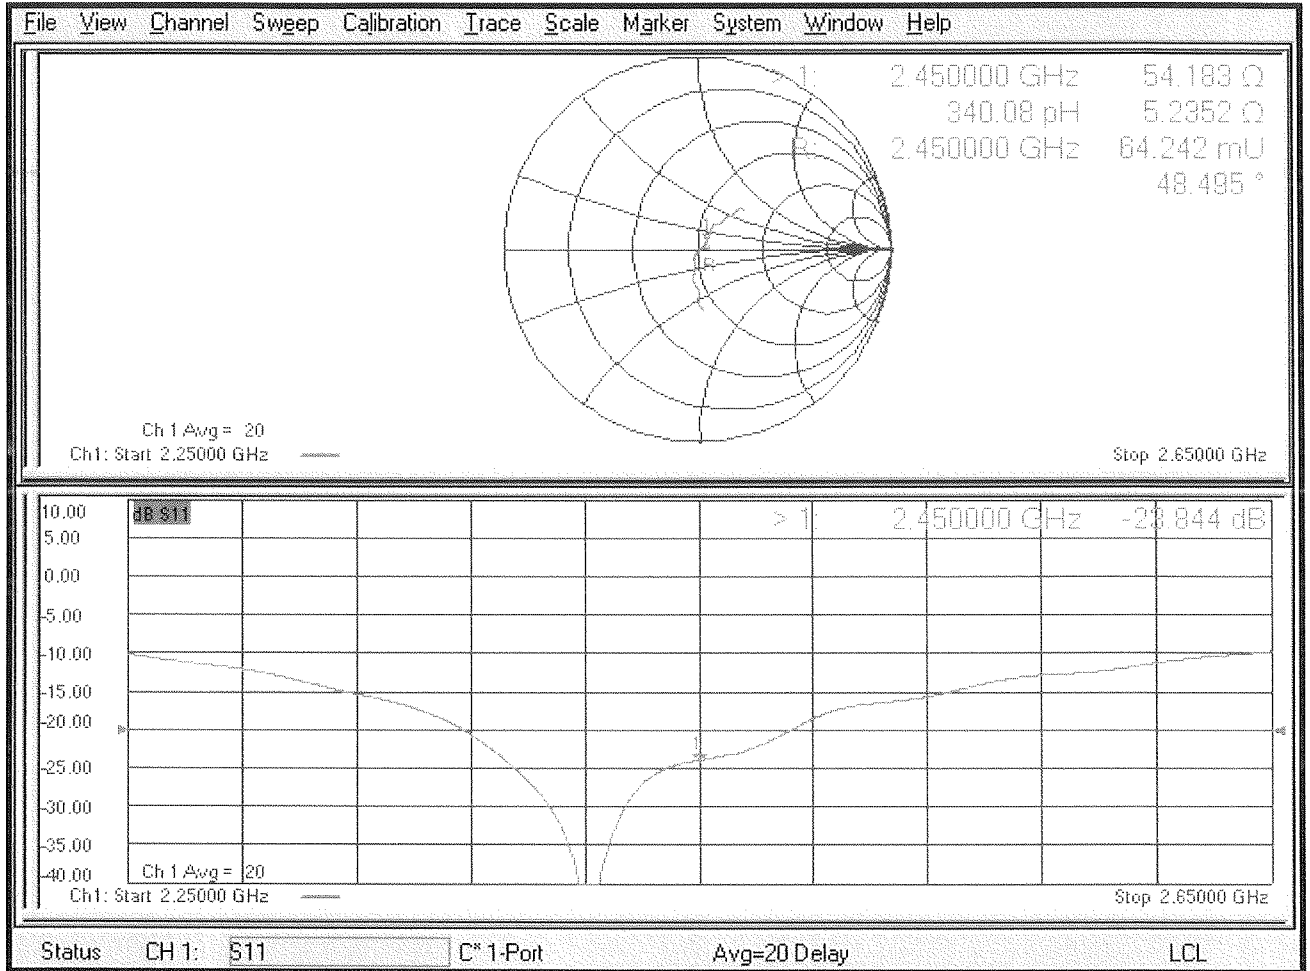 File View Channel Sweep Calibration Trace Scale Marker System Window Help
> 1: 2.450000 GHz 54.183 Ω
340.08 pH 5.2352 Ω
R: 2.450000 GHz 64.242 mU
48.495 °
1
R
Ch 1 Avg = 20
Ch1: Start 2.25000 GHz
Stop 2.65000 GHz
10.00
dB S11
> 1: 2.450000 GHz -23.844 dB
5.00
0.00
-5.00
-10.00
-15.00
-20.00
1
-25.00
-30.00
-35.00
-40.00
Ch 1 Avg = 20
Ch1: Start 2.25000 GHz
Stop 2.65000 GHz
Status CH 1: S11 C* 1-Port Avg=20 Delay LCL